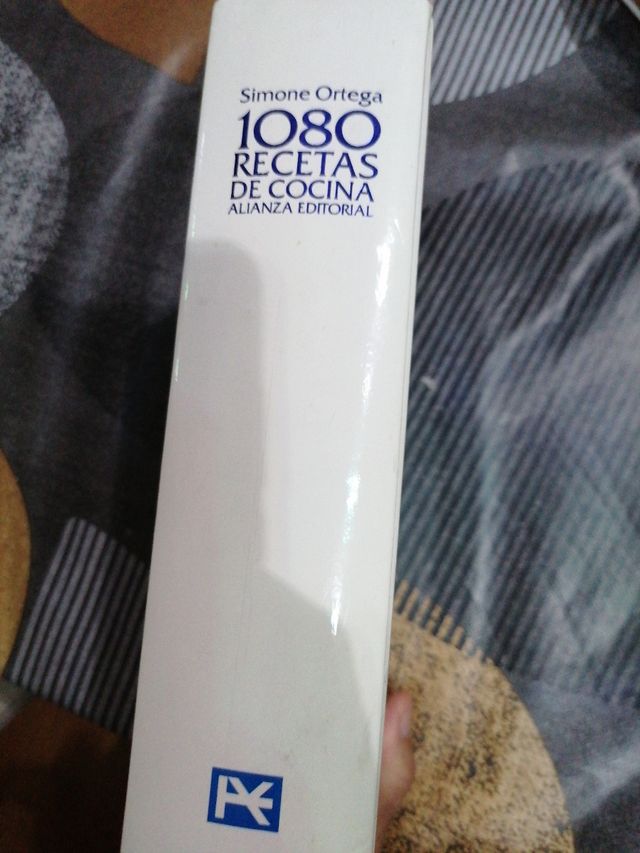 Simone Ortega
1080
RECETAS
DE COCINA
ALIANZA EDITORIAL